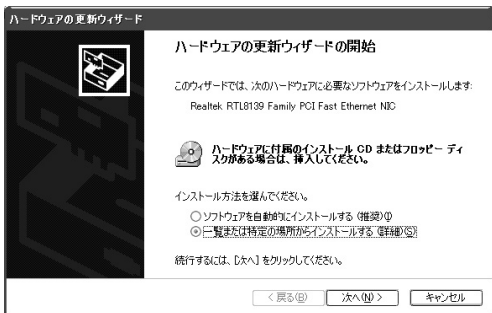 ハードウェアの更新ウィザード
ハードウェアの更新ウィザードの開始
このウィザードでは、次のハードウェアに必要なソフトウェアをインストールします:
Realtek RTL8139 Family PCI Fast Ethernet NIC
ハードウェアに付属のインストール CD またはフロッピー ディ
スクがある場合は、挿入してください。
インストール方法を選んでください。
ソフトウェアを自動的にインストールする (推奨)(I)
一覧または特定の場所からインストールする (詳細)(S)
続行するには、[次へ] をクリックしてください。
< 戻る(B) 次へ(N) > キャンセル